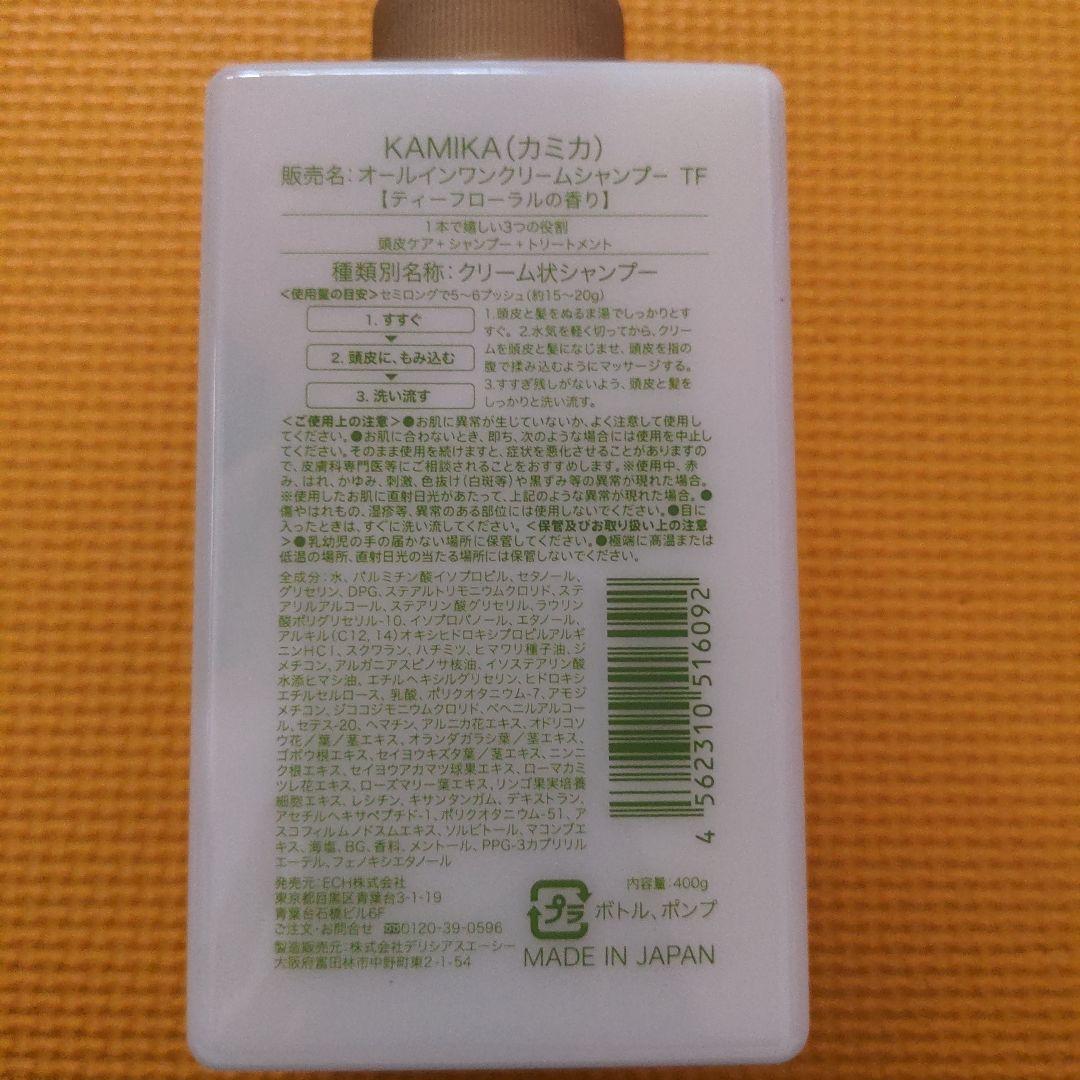 KAMIKA(カミカ)
販売名:オールインワンクリームシャンプー TF
【ティーフローラルの香り】
1本で嬉しい3つの役割
頭皮ケア+シャンプー+トリートメント
種類別名称:クリーム状シャンプー
<使用量の目安>セミロングで5〜6プッシュ(約15〜20g)
1. すすぐ
2. 頭皮に、もみ込む
3. 洗い流す
1.頭皮と髪をぬるま湯でしっかりとす
すぐ。2.水気を軽く切ってから、クリー
ムを頭皮と髪になじませ、頭皮を指の
腹で揉み込むようにマッサージする。
3.すすぎ残しがないよう、頭皮と髪を
しっかりと洗い流す。
<ご使用上の注意>●お肌に異常が生じていないか、よく注意して使用し
てください。●お肌に合わないとき、即ち、次のような場合には使用を中止し
てください。そのまま使用を続けますと、症状を悪化させることがありますの
で、皮膚科専門医等にご相談されることをおすすめします。※使用中、赤
み、はれ、かゆみ、刺激、色抜け(白斑等)や黒ずみ等の異常が現れた場合。
※使用したお肌に直射日光があたって、上記のような異常が現れた場合。●
傷やはれもの、湿疹等、異常のある部位には使用しないでください。●目に
入ったときは、すぐに洗い流してください。<保管及びお取り扱い上の注意
>●乳幼児の手の届かない場所に保管してください。●極端に高温または
低温の場所、直射日光の当たる場所には保管しないでください。
全成分:水、パルミチン酸イソプロピル、セタノール、
グリセリン、DPG、ステアルトリモニウムクロリド、ステ
アリルアルコール、ステアリン酸グリセリル、ラウリン
酸ポリグリセリル-10、イソプロパノール、エタノール、
アルキル(C12, 14)オキシヒドロキシプロピルアルギ
ニンHCl、スクワラン、ハチミツ、ヒマワリ種子油、ジ
メチコン、アルガニアスピノサ核油、イソステアリン酸
水添ヒマシ油、エチルヘキシルグリセリン、ヒドロキシ
エチルセルロース、乳酸、ポリクオタニウム-7、アモジ
メチコン、ジココジモニウムクロリド、ベヘニルアルコー
ル、セテス-20、ヘマチン、アルニカ花エキス、オドリコソ
ウ花/葉/茎エキス、オランダガラシ葉/茎エキス、
ゴボウ根エキス、セイヨウキズタ葉/茎エキス、ニンニ
ク根エキス、セイヨウアカマツ球果エキス、ローマカミ
ツレ花エキス、ローズマリー葉エキス、リンゴ果実培養
細胞エキス、レシチン、キサンタンガム、デキストラン、
アセチルヘキサペプチド-1、ポリクオタニウム-51、ア
スコフィルムノドスムエキス、ソルビトール、マコンブエ
キス、海塩、BG、香料、メントール、PPG-3カプリリル
エーテル、フェノキシエタノール
4 562310 516092
発売元:ECH株式会社
東京都目黒区青葉台3-1-19
青葉台石橋ビル6F
ご注文・お問合せ 0120-39-0596
製造販売元:株式会社デリシアスエーシー
大阪府富田林市中野町東2-1-54
内容量:400g
プラ ボトル、ポンプ
MADE IN JAPAN